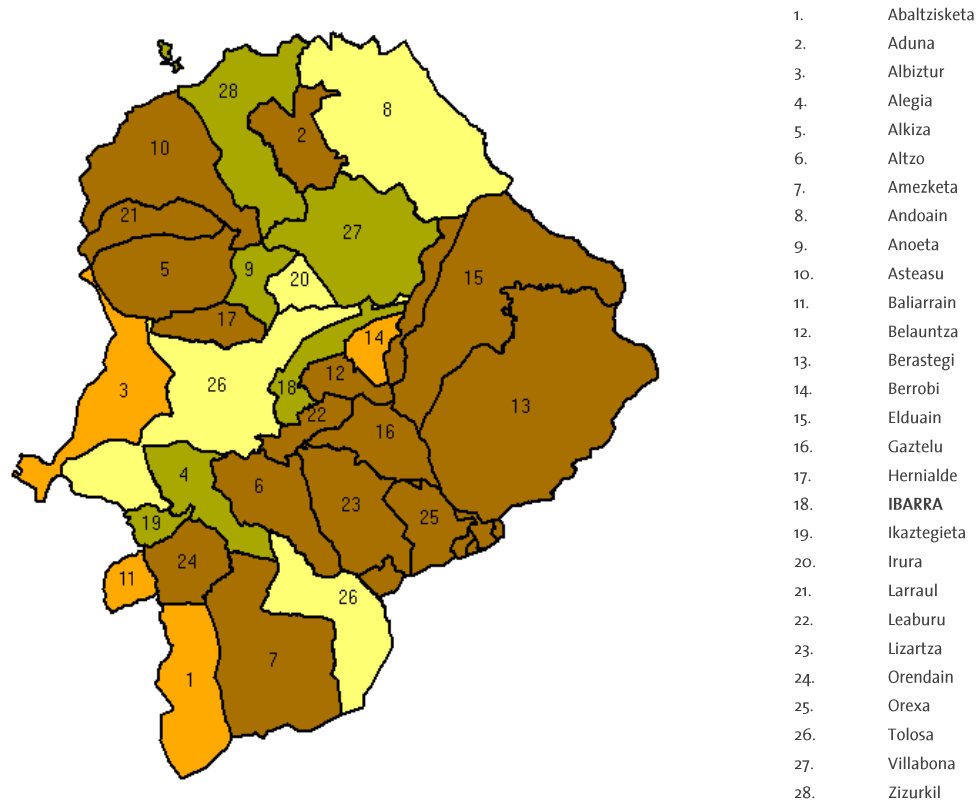 1. Abaltzisketa
2. Aduna
3. Albiztur
4. Alegia
5. Alkiza
6. Altzo
7. Amezketa
8. Andoain
9. Anoeta
10. Asteasu
11. Baliarrain
12. Belauntza
13. Berastegi
14. Berrobi
15. Elduain
16. Gaztelu
17. Hernialde
18. IBARRA
19. Ikaztegieta
20. Irura
21. Larraul
22. Leaburu
23. Lizartza
24. Orendain
25. Orexa
26. Tolosa
27. Villabona
28. Zizurkil
28
8
2
10
21
27
5
9
20
15
17
14
3
26
12
18
22
13
16
4
6
23
25
19
24
11
26
7
1